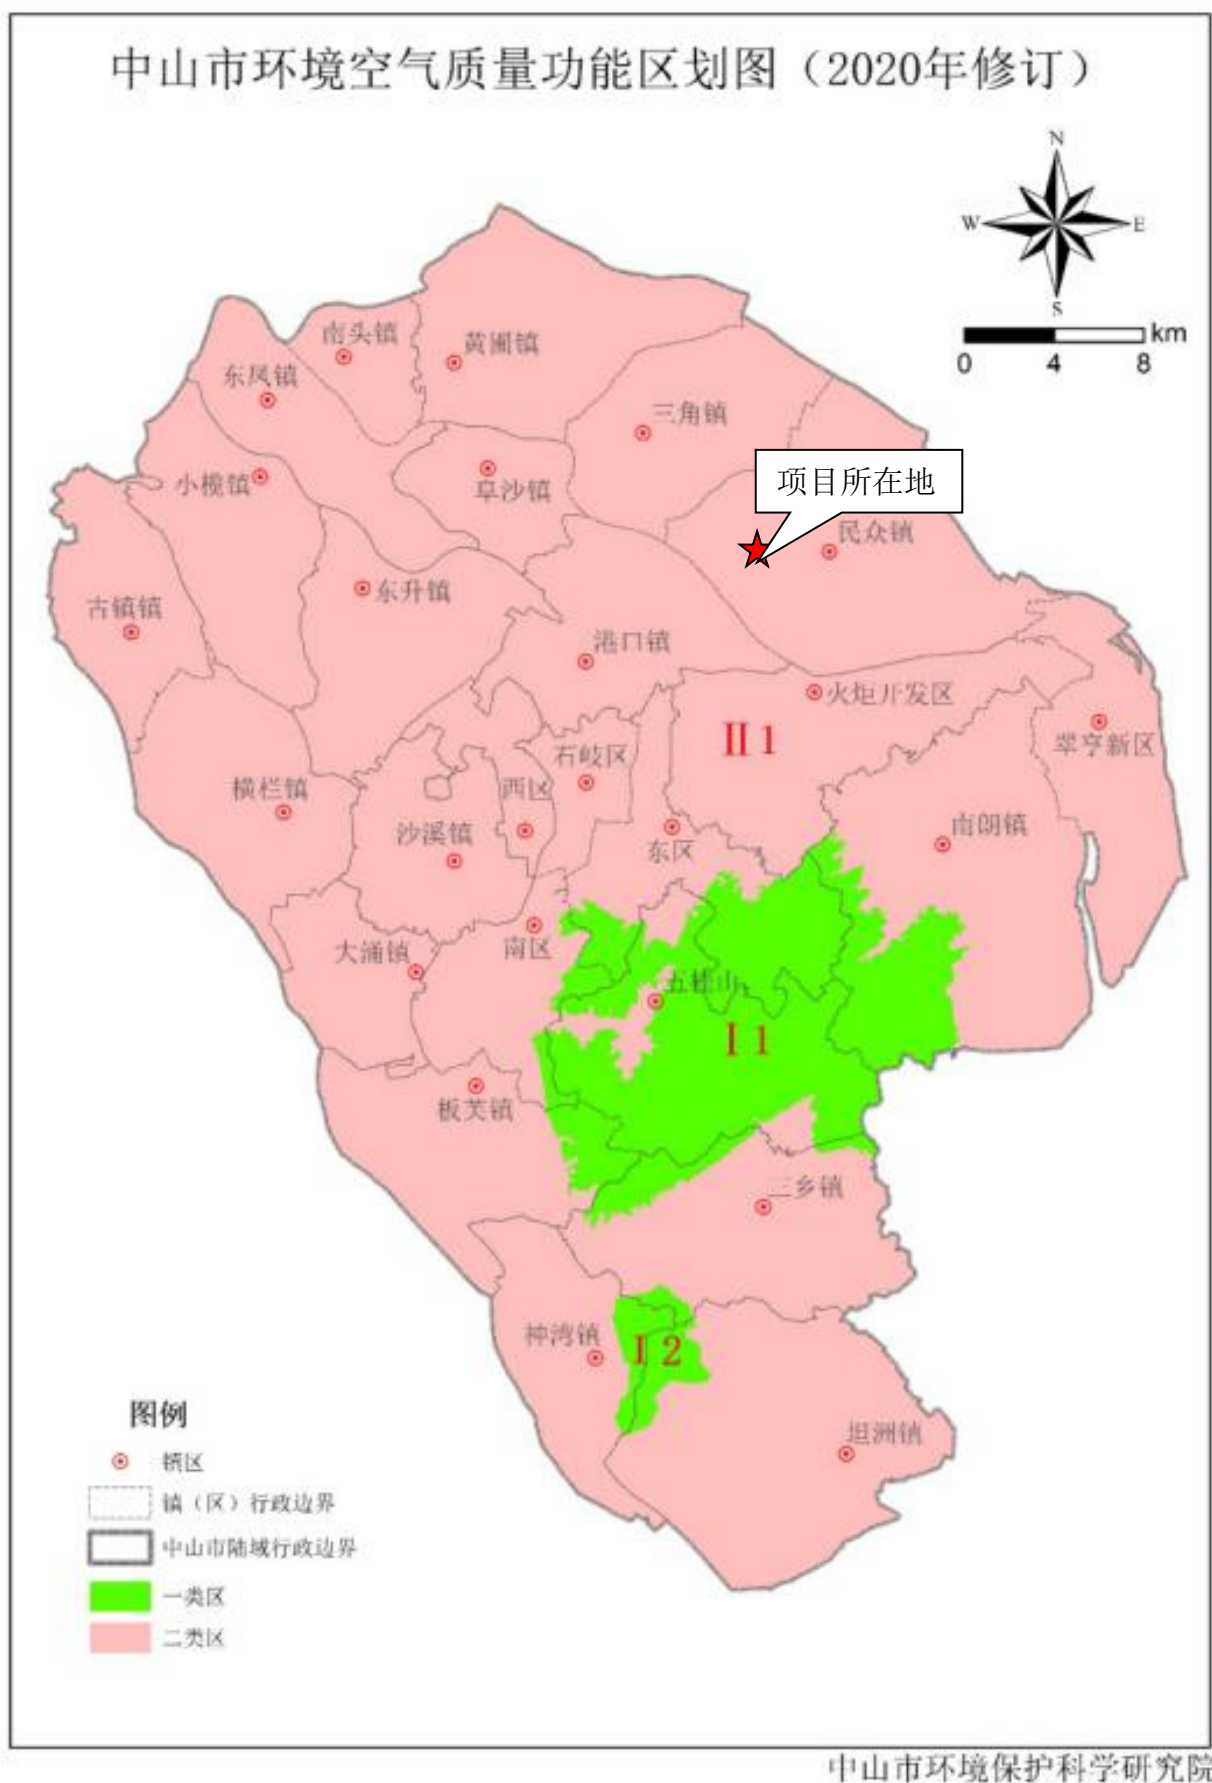 中山市环境空气质量功能区划图（2020年修订）
N
W
E
S
km
0
4
8
南头镇
黄圃镇
东凤镇
三角镇
小榄镇
阜沙镇
项目所在地
民众镇
东升镇
古镇镇
港口镇
火炬开发区
II 1
翠亨新区
石岐区
横栏镇
西区
沙溪镇
东区
南朗镇
大涌镇
南区
五桂山
I 1
板芙镇
三乡镇
神湾镇
I 2
坦洲镇
图例
镇区
镇（区）行政边界
中山市陆域行政边界
一类区
二类区
中山市环境保护科学研究院